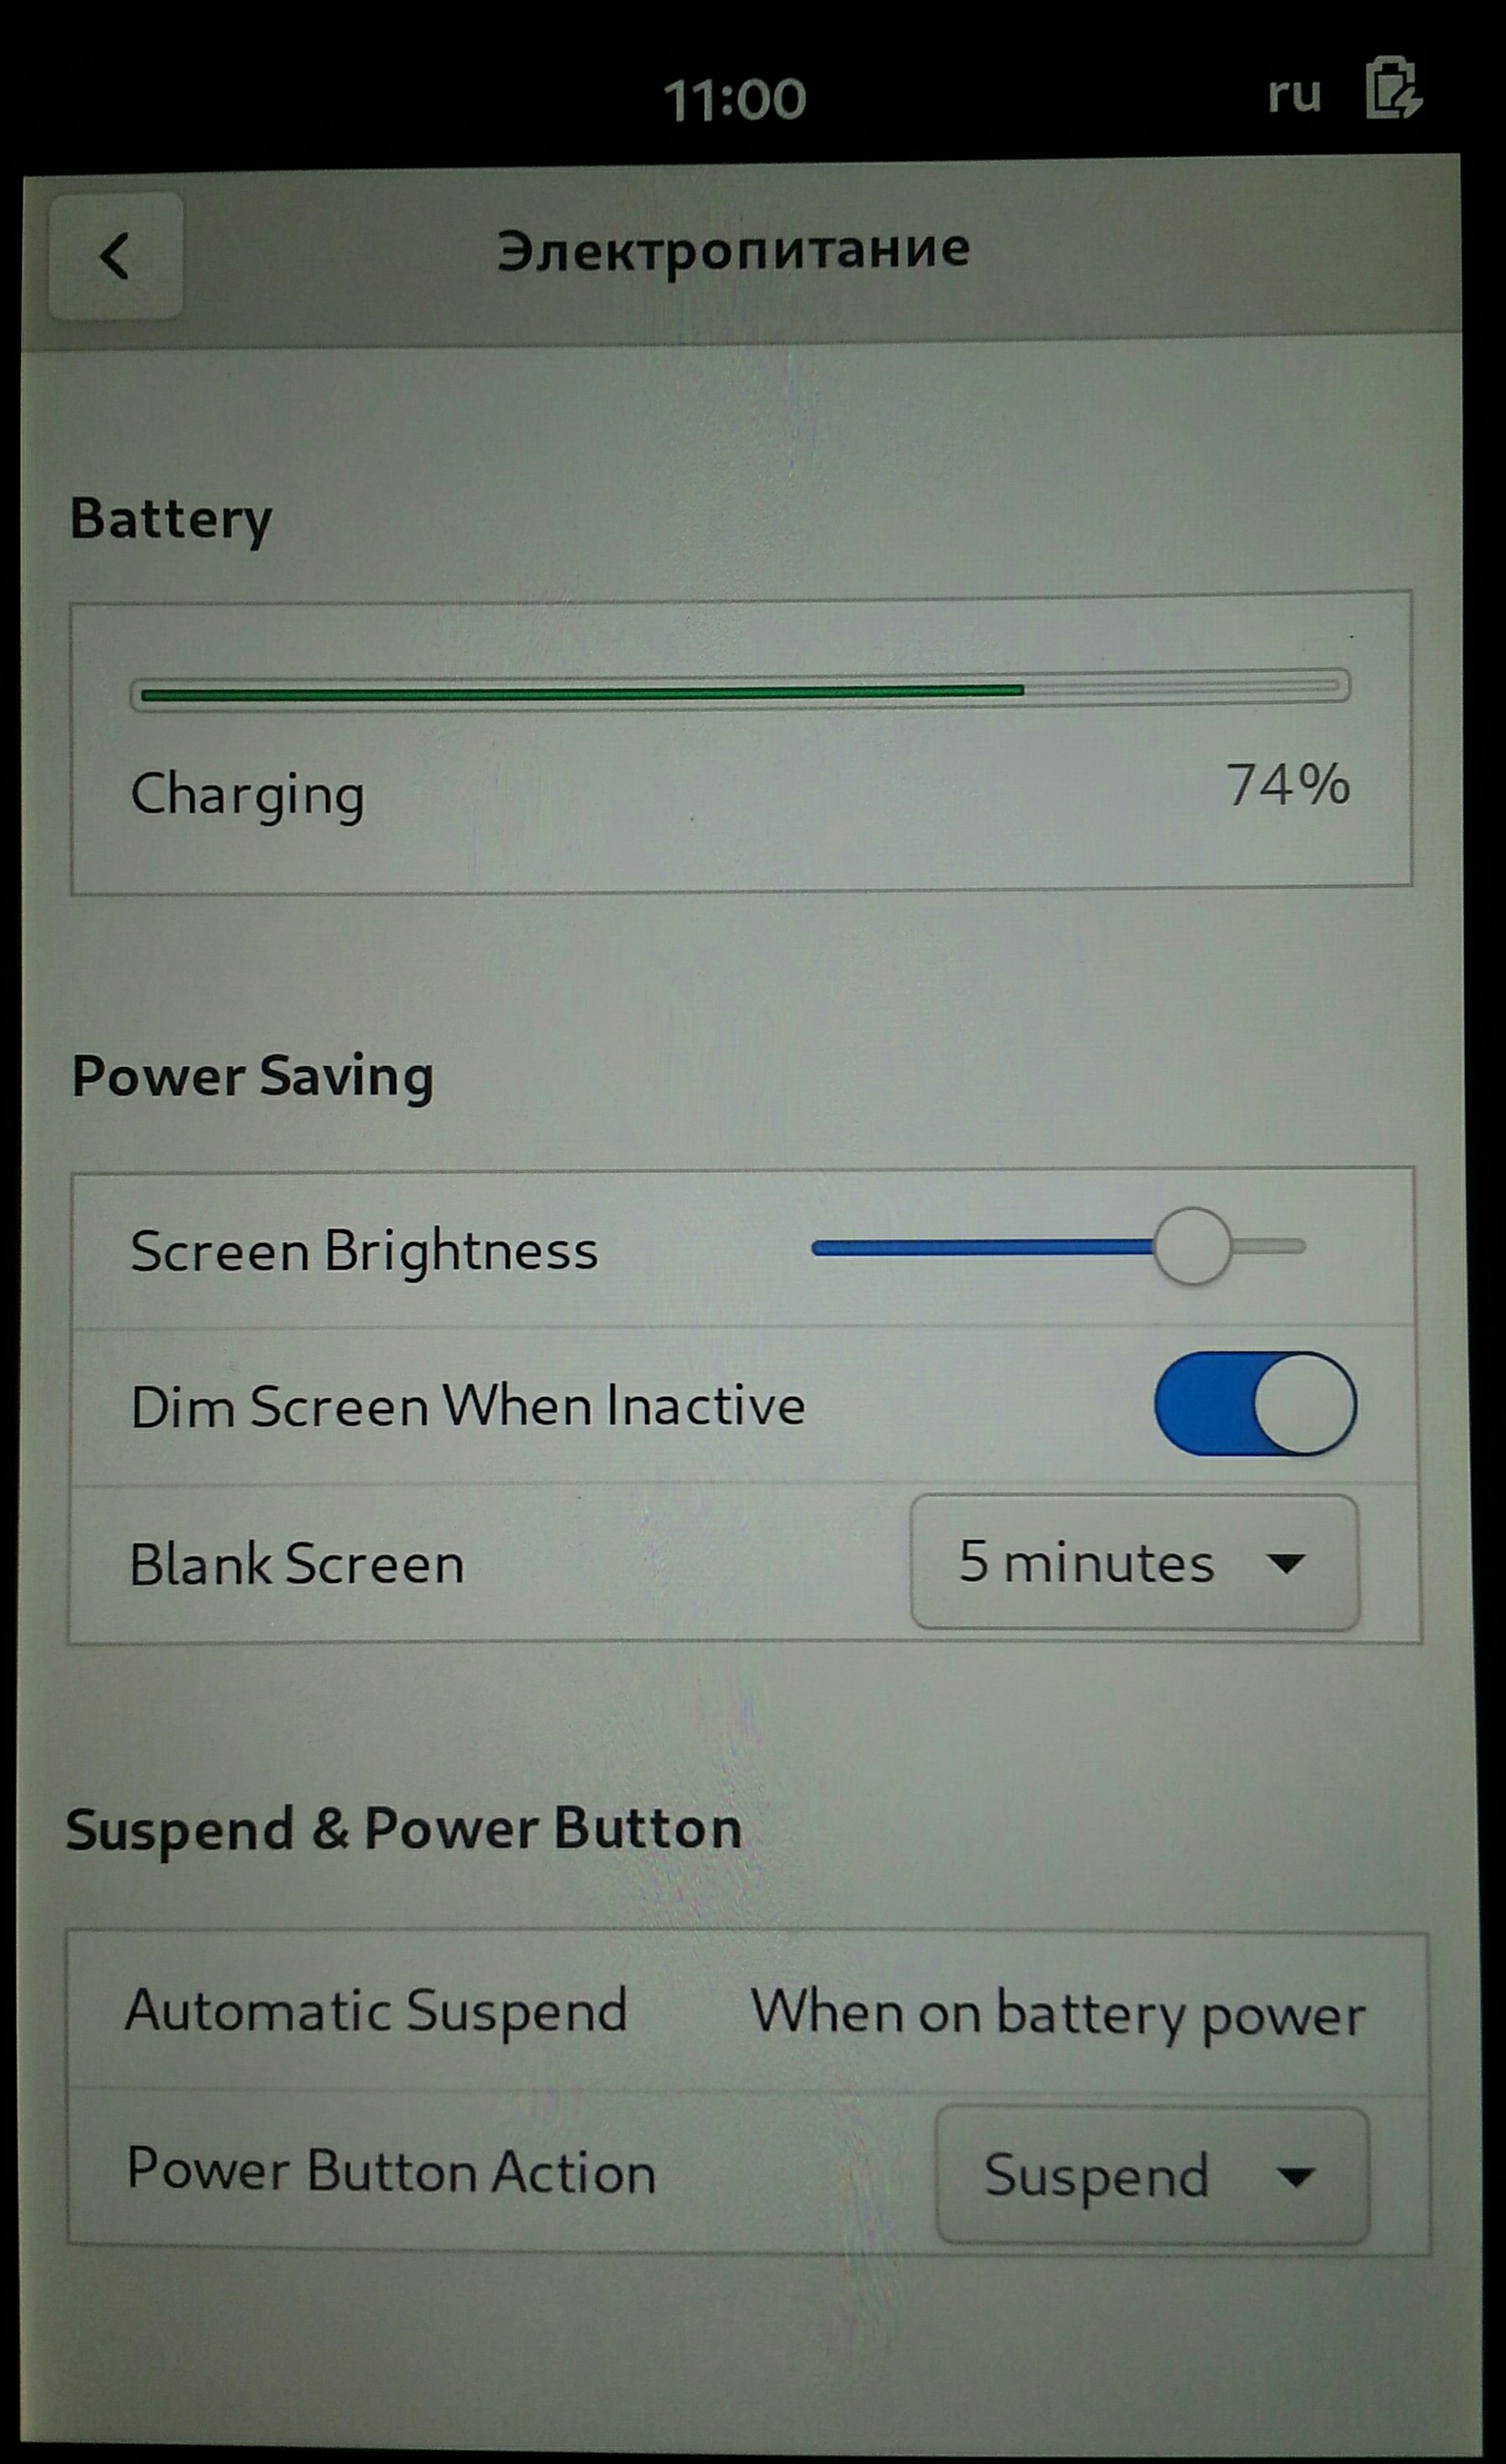 11:00 ru
Электропитание
Battery
Charging 74%
Power Saving
Screen Brightness
Dim Screen When Inactive
Blank Screen 5 minutes
Suspend & Power Button
Automatic Suspend When on battery power
Power Button Action Suspend